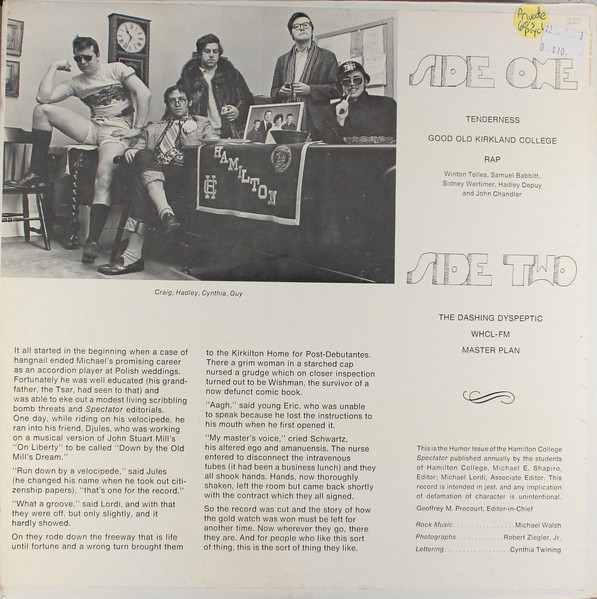 Private
60's
psych
SIDE ONE
TENDERNESS
GOOD OLD KIRKLAND COLLEGE
RAP
Winton Tolles, Samuel Babbitt,
Sidney Wertimer, Hadley Depuy
and John Chandler
HAMILTON
SIDE TWO
THE DASHING DYSPEPTIC
WHCL-FM
MASTER PLAN
Craig, Hadley, Cynthia, Guy
It all started in the beginning when a case of
hangnail ended Michael's promising career
as an accordion player at Polish weddings.
Fortunately he was well educated (his grand-
father, the Tsar, had seen to that) and
was able to eke out a modest living scribbling
bomb threats and Spectator editorials.
One day, while riding on his velocipede, he
ran into his friend, Djules, who was working
on a musical version of John Stuart Mill's
"On Liberty" to be called "Down by the Old
Mill's Dream."
"Run down by a velocipede," said Jules
(he changed his name when he took out citi-
zenship papers), "that's one for the record."
"What a groove," said Lordi, and with that
they were off, but only slightly, and it
hardly showed.
On they rode down the freeway that is life
until fortune and a wrong turn brought them
to the Kirkilton Home for Post-Debutantes.
There a grim woman in a starched cap
nursed a grudge which on closer inspection
turned out to be Wishman, the survivor of a
now defunct comic book.
"Aagh," said young Eric, who was unable
to speak because he lost the instructions to
his mouth when he first opened it.
"My master's voice," cried Schwartz,
his altered ego and amanuensis. The nurse
entered to disconnect the intravenous
tubes (it had been a business lunch) and they
all shook hands. Hands, now thoroughly
shaken, left the room but came back shortly
with the contract which they all signed.
So the record was cut and the story of how
the gold watch was won must be left for
another time. Now wherever they go, there
they are. And for people who like this sort
of thing, this is the sort of thing they like.
This is the Humor Issue of the Hamilton College
Spectator published annually by the students
of Hamilton College, Michael E. Shapiro,
Editor; Michael Lordi, Associate Editor. This
record is intended in jest, and any implication
of defamation of character is unintentional.
Geoffrey M. Precourt, Editor-in-Chief
Rock Music . . . . . . . . . . . . . . . . Michael Walsh
Photographs . . . . . . . . . . . . Robert Ziegler, Jr.
Lettering . . . . . . . . . . . . . . . . Cynthia Twining